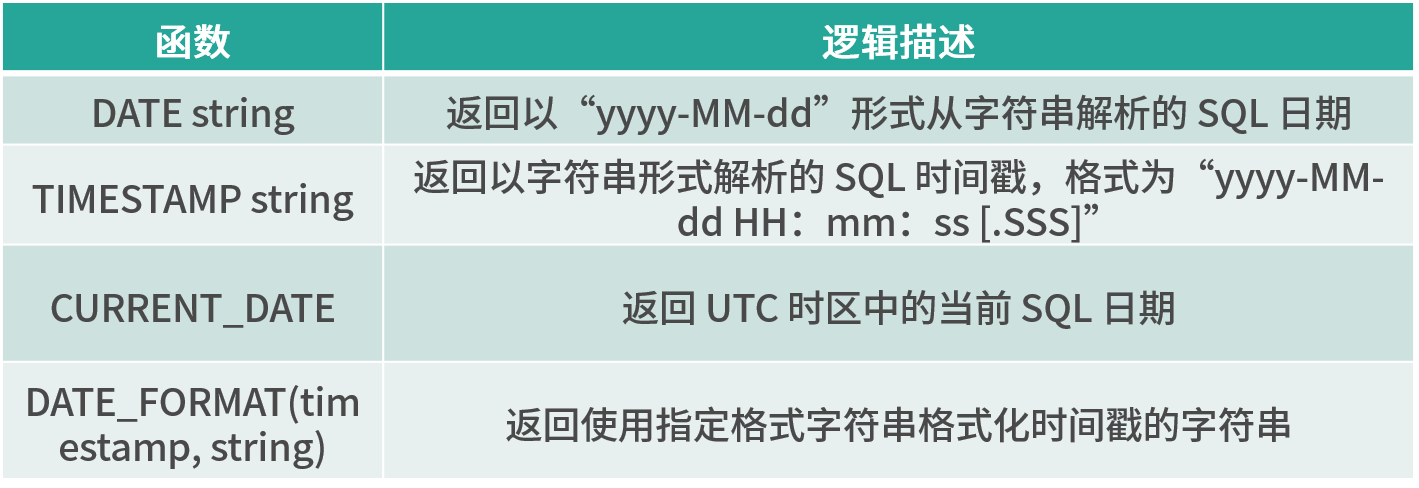 函数
逻辑描述
DATE string
返回以“yyyy-MM-dd”形式从字符串解析的 SQL 日期
TIMESTAMP string
返回以字符串形式解析的 SQL 时间戳，格式为“yyyy-MM-
dd HH：mm：ss [.SSS]”
CURRENT_DATE
返回 UTC 时区中的当前 SQL 日期
DATE_FORMAT(tim
estamp, string)
返回使用指定格式字符串格式化时间戳的字符串